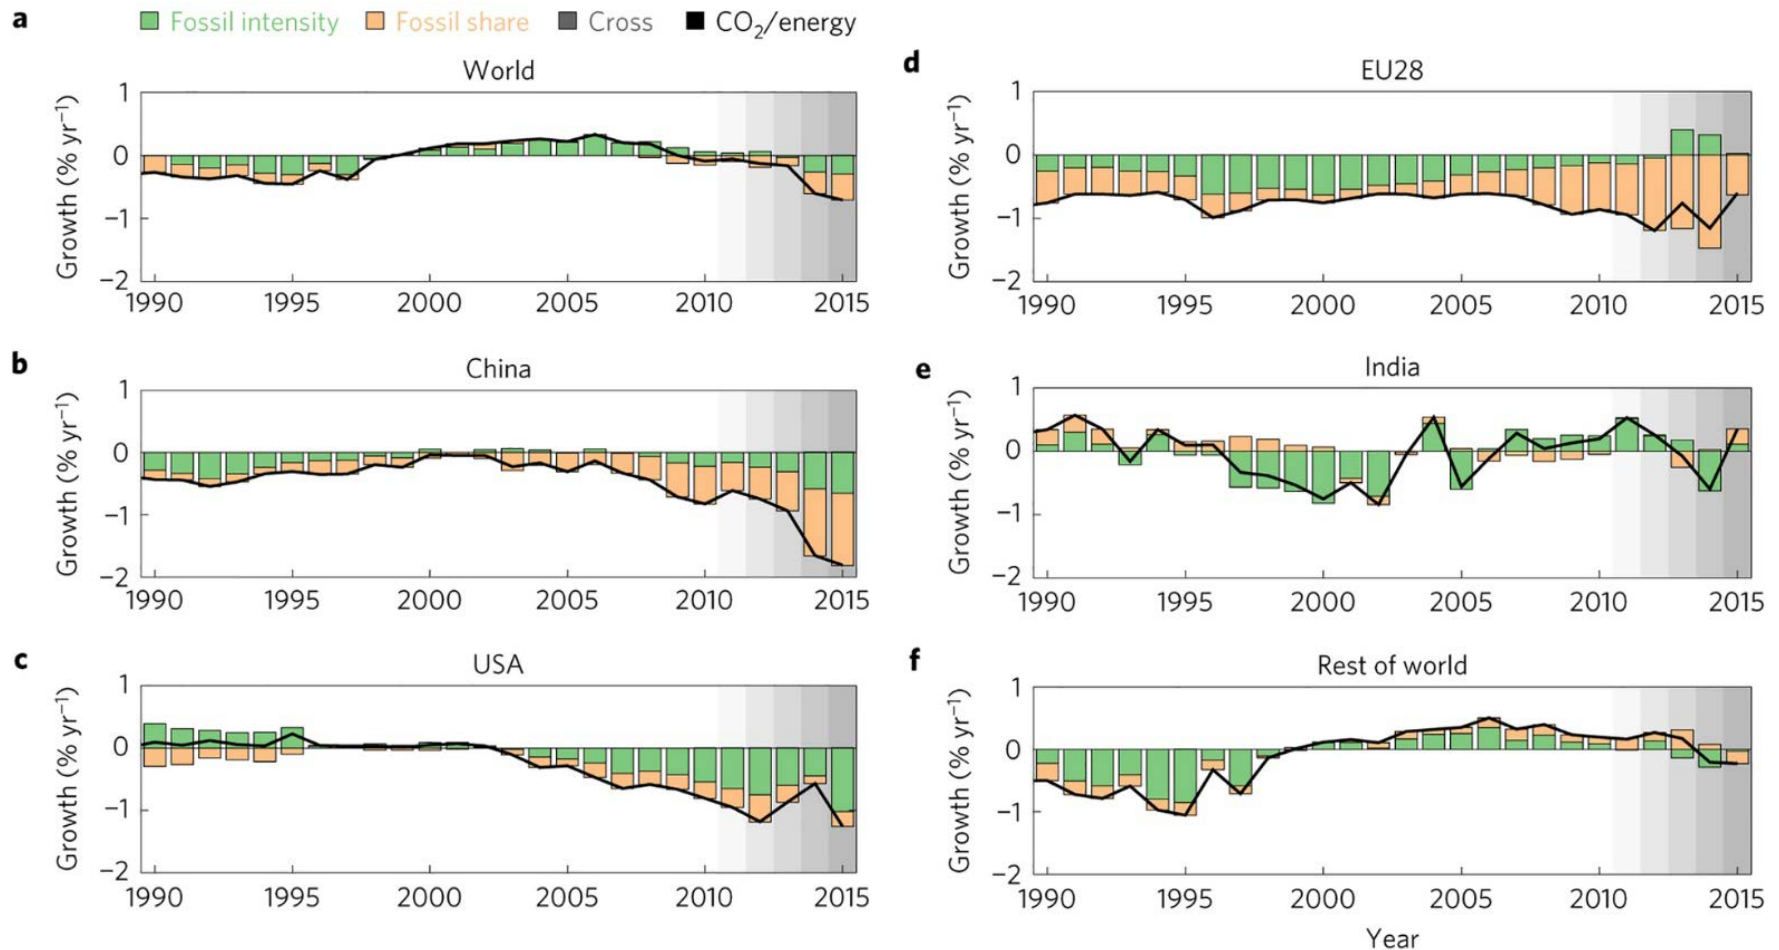 a
Fossil intensity Fossil share Cross CO₂/energy
World
Growth (% yr⁻¹)
1
0
−1
−2
1990 1995 2000 2005 2010 2015
b
China
Growth (% yr⁻¹)
1
0
−1
−2
1990 1995 2000 2005 2010 2015
c
USA
Growth (% yr⁻¹)
1
0
−1
−2
1990 1995 2000 2005 2010 2015
d
EU28
Growth (% yr⁻¹)
1
0
−1
−2
1990 1995 2000 2005 2010 2015
e
India
Growth (% yr⁻¹)
1
0
−1
−2
1990 1995 2000 2005 2010 2015
f
Rest of world
Growth (% yr⁻¹)
1
0
−1
−2
1990 1995 2000 2005 2010 2015
Year